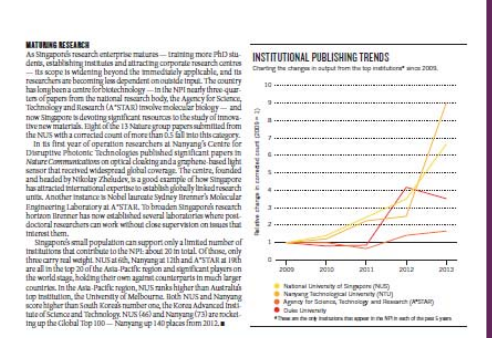 MATURING RESEARCH
As Singapore's research enterprise matures — training more PhD stu-
dents, establishing institutes and attracting corporate research centres
— its scope is widening beyond the immediately applicable, and its
researchers are becoming less dependent on outside input. The country
has long been a centre for biotechnology — in the NPI nearly three-quar-
ters of papers from the national research body, the Agency for Science,
Technology and Research (A*STAR) involve molecular biology — and
now Singapore is devoting significant resources to the study of innova-
tive new materials. Eight of the 13 Nature group papers submitted from
the NUS with a corrected count of more than 0.5 fall into this category.
In its first year of operation researchers at Nanyang's Centre for
Disruptive Photonic Technologies published significant papers in
Nature Communications on optical cloaking and a graphene-based light
sensor that received widespread global coverage. The centre, founded
and headed by Nikolay Zheludev, is a good example of how Singapore
has attracted international expertise to establish globally linked research
units. Another instance is Nobel laureate Sydney Brenner's Molecular
Engineering Laboratory at A*STAR. To broaden Singapore's research
horizon Brenner has now established several laboratories where post-
doctoral researchers can work without close supervision on issues that
interest them.
Singapore's small population can support only a limited number of
institutions that contribute to the NPI: about 20 in total. Of those, only
three carry real weight. NUS at 6th, Nanyang at 12th and A*STAR at 19th
are all in the top 20 of the Asia-Pacific region and significant players on
the world stage, holding their own against counterparts in much larger
countries. In the Asia-Pacific region, NUS ranks higher than Australia's
top institution, the University of Melbourne. Both NUS and Nanyang
score higher than South Korea's number one, the Korea Advanced Insti-
tute of Science and Technology. NUS (46) and Nanyang (73) are rocket-
ing up the Global Top 100 — Nanyang up 140 places from 2012. ■
INSTITUTIONAL PUBLISHING TRENDS
Charting the changes in output from the top institutions* since 2009.
Relative change in corrected count (2009 = 1)
10
9
8
7
6
5
4
3
2
1
0
2009 2010 2011 2012 2013
National University of Singapore (NUS)
Nanyang Technological University (NTU)
Agency for Science, Technology and Research (A*STAR)
Duke University
*These are the only institutions that appear in the NPI in each of the past 5 years